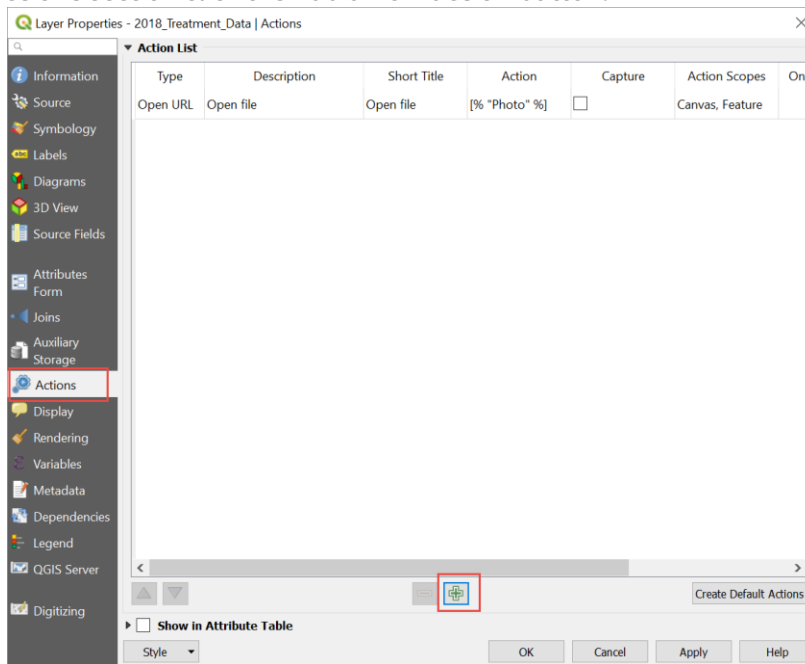 Layer Properties - 2018_Treatment_Data | Actions
Action List
Information
Source
Symbology
abc Labels
Diagrams
3D View
Source Fields
Attributes
Form
Joins
Auxiliary
Storage
Actions
Display
Rendering
Variables
Metadata
Dependencies
Legend
QGIS Server
Digitizing
Type Description Short Title Action Capture Action Scopes On
Open URL Open file Open file [% "Photo" %] Canvas, Feature
Create Default Actions
Show in Attribute Table
Style OK Cancel Apply Help